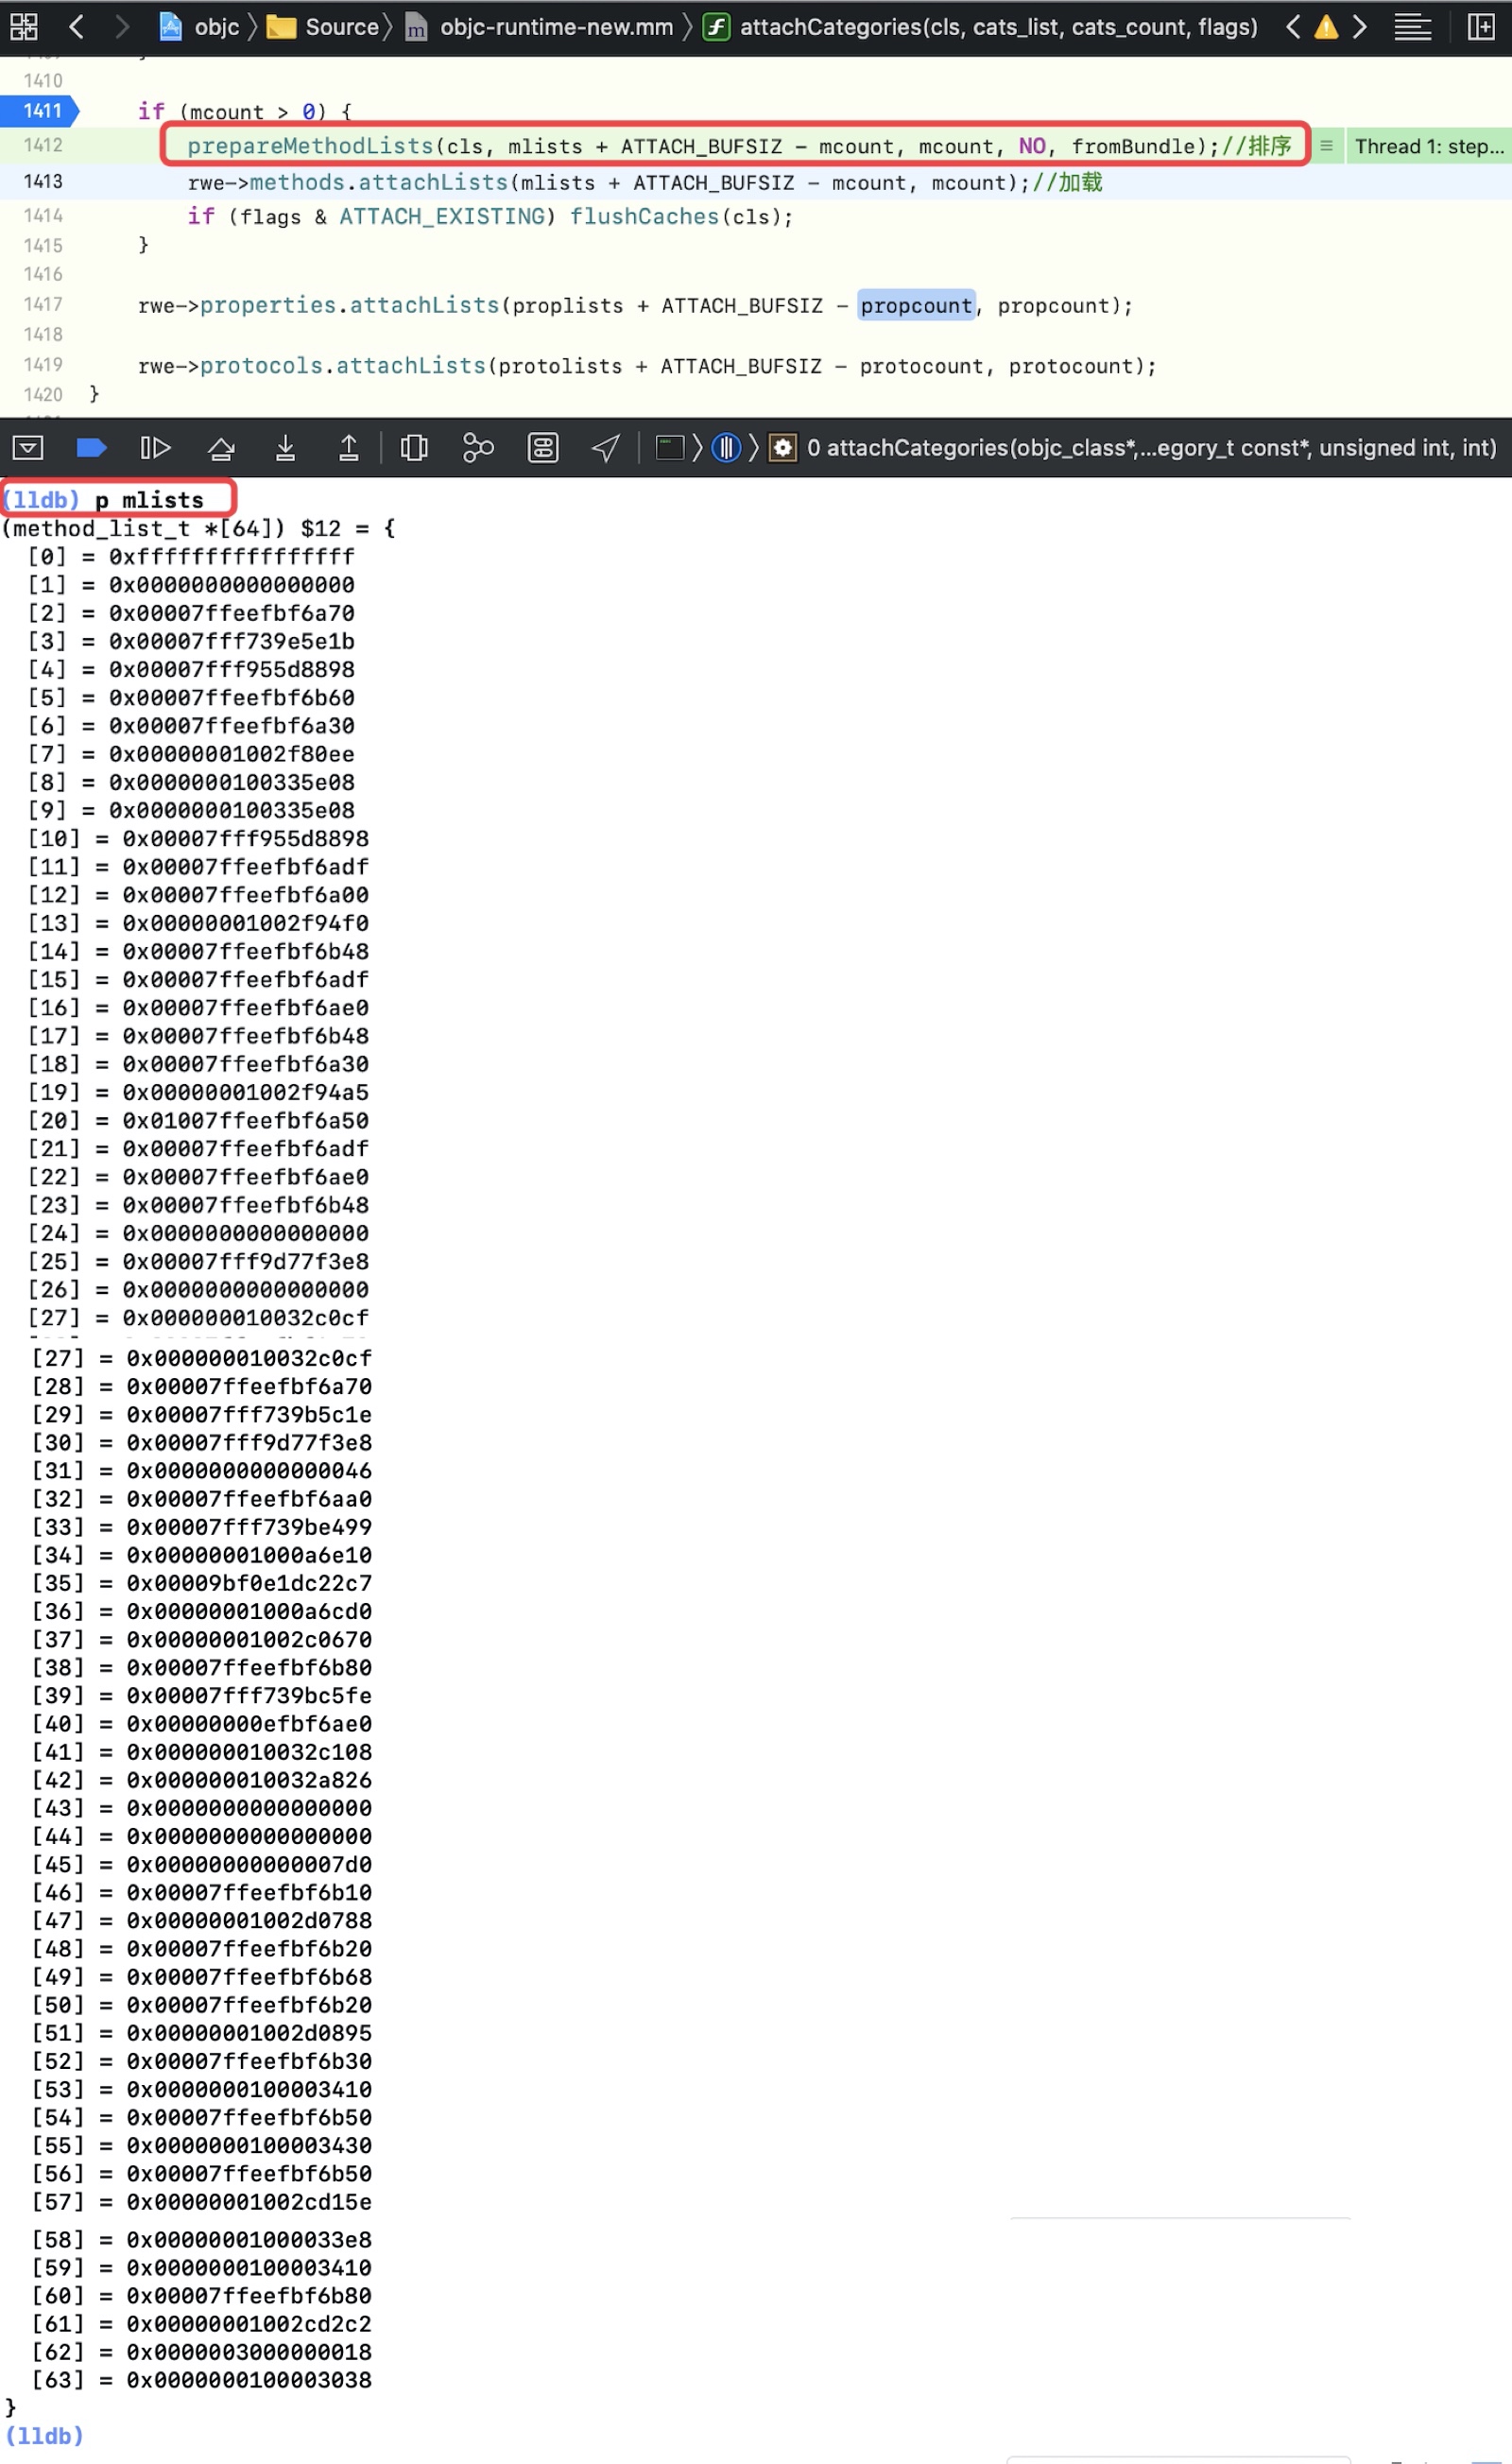 objc Source objc-runtime-new.mm attachCategories(cls, cats_list, cats_count, flags)
1410
1411 if (mcount > 0) {
1412 prepareMethodLists(cls, mlists + ATTACH_BUFSIZ - mcount, mcount, NO, fromBundle);//排序 Thread 1: step...
1413 rwe->methods.attachLists(mlists + ATTACH_BUFSIZ - mcount, mcount);//加载
1414 if (flags & ATTACH_EXISTING) flushCaches(cls);
1415 }
1416
1417 rwe->properties.attachLists(proplists + ATTACH_BUFSIZ - propcount, propcount);
1418
1419 rwe->protocols.attachLists(protolists + ATTACH_BUFSIZ - protocount, protocount);
1420 }
0 attachCategories(objc_class*,...egory_t const*, unsigned int, int)
(lldb) p mlists
(method_list_t *[64]) $12 = {
[0] = 0xffffffffffffffff
[1] = 0x0000000000000000
[2] = 0x00007ffeefbf6a70
[3] = 0x00007fff739e5e1b
[4] = 0x00007fff955d8898
[5] = 0x00007ffeefbf6b60
[6] = 0x00007ffeefbf6a30
[7] = 0x00000001002f80ee
[8] = 0x0000000100335e08
[9] = 0x0000000100335e08
[10] = 0x00007fff955d8898
[11] = 0x00007ffeefbf6adf
[12] = 0x00007ffeefbf6a00
[13] = 0x00000001002f94f0
[14] = 0x00007ffeefbf6b48
[15] = 0x00007ffeefbf6adf
[16] = 0x00007ffeefbf6ae0
[17] = 0x00007ffeefbf6b48
[18] = 0x00007ffeefbf6a30
[19] = 0x00000001002f94a5
[20] = 0x01007ffeefbf6a50
[21] = 0x00007ffeefbf6adf
[22] = 0x00007ffeefbf6ae0
[23] = 0x00007ffeefbf6b48
[24] = 0x0000000000000000
[25] = 0x00007fff9d77f3e8
[26] = 0x0000000000000000
[27] = 0x000000010032c0cf
[27] = 0x000000010032c0cf
[28] = 0x00007ffeefbf6a70
[29] = 0x00007fff739b5c1e
[30] = 0x00007fff9d77f3e8
[31] = 0x0000000000000046
[32] = 0x00007ffeefbf6aa0
[33] = 0x00007fff739be499
[34] = 0x00000001000a6e10
[35] = 0x00009bf0e1dc22c7
[36] = 0x00000001000a6cd0
[37] = 0x00000001002c0670
[38] = 0x00007ffeefbf6b80
[39] = 0x00007fff739bc5fe
[40] = 0x00000000efbf6ae0
[41] = 0x000000010032c108
[42] = 0x000000010032a826
[43] = 0x0000000000000000
[44] = 0x0000000000000000
[45] = 0x00000000000007d0
[46] = 0x00007ffeefbf6b10
[47] = 0x00000001002d0788
[48] = 0x00007ffeefbf6b20
[49] = 0x00007ffeefbf6b68
[50] = 0x00007ffeefbf6b20
[51] = 0x00000001002d0895
[52] = 0x00007ffeefbf6b30
[53] = 0x0000000100003410
[54] = 0x00007ffeefbf6b50
[55] = 0x0000000100003430
[56] = 0x00007ffeefbf6b50
[57] = 0x00000001002cd15e
[58] = 0x00000001000033e8
[59] = 0x0000000100003410
[60] = 0x00007ffeefbf6b80
[61] = 0x00000001002cd2c2
[62] = 0x0000003000000018
[63] = 0x0000000100003038
}
(lldb)